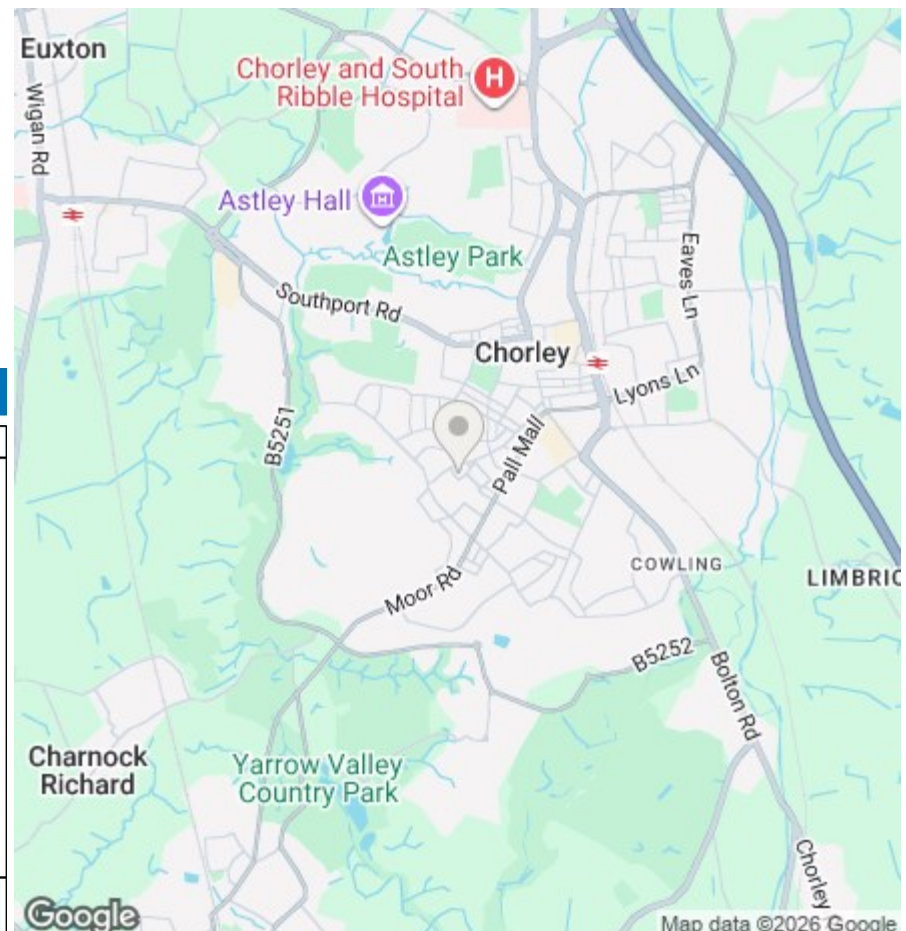 Euxton
Chorley and South
Ribble Hospital
H
Wigan Rd
Astley Hall
Astley Park
Eaves Ln
Southport Rd
Chorley
Lyons Ln
B5251
Pall Mall
COWLING
LIMBRIC
Moor Rd
B5252
Bolton Rd
Charnock
Richard
Yarrow Valley
Country Park
Chorley
Google
Map data ©2026 Google